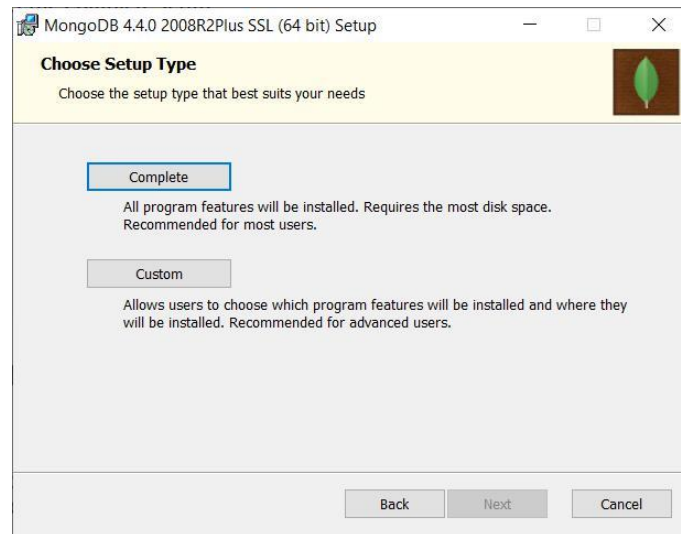 MongoDB 4.4.0 2008R2Plus SSL (64 bit) Setup
Choose Setup Type
Choose the setup type that best suits your needs
Complete
All program features will be installed. Requires the most disk space.
Recommended for most users.
Custom
Allows users to choose which program features will be installed and where they
will be installed. Recommended for advanced users.
Back
Next
Cancel